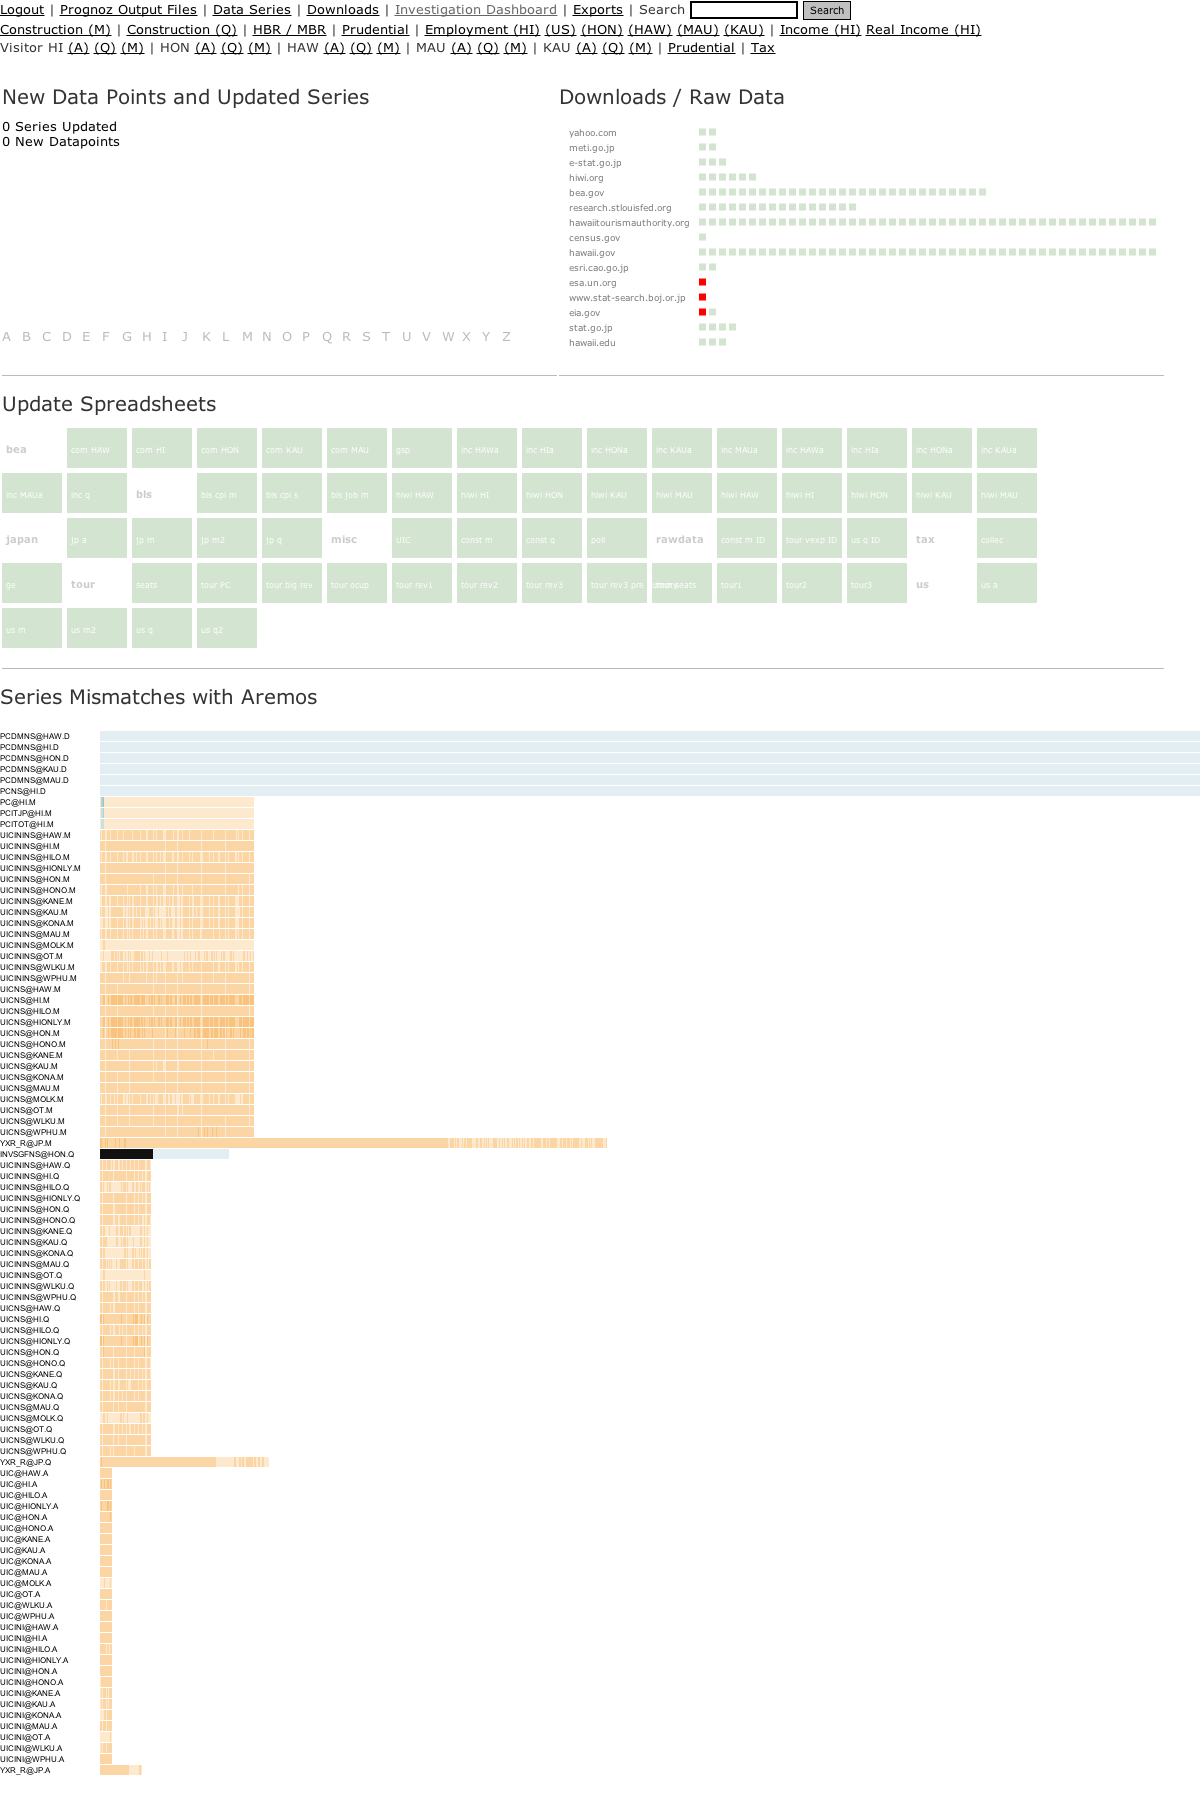 Logout | Prognoz Output Files | Data Series | Downloads | Investigation Dashboard | Exports | Search Search
Construction (M) | Construction (Q) | HBR / MBR | Prudential | Employment (HI) (US) (HON) (HAW) (MAU) (KAU) | Income (HI) Real Income (HI)
Visitor HI (A) (Q) (M) | HON (A) (Q) (M) | HAW (A) (Q) (M) | MAU (A) (Q) (M) | KAU (A) (Q) (M) | Prudential | Tax
New Data Points and Updated Series
0 Series Updated
0 New Datapoints
A B C D E F G H I J K L M N O P Q R S T U V W X Y Z
Downloads / Raw Data
yahoo.com
meti.go.jp
e-stat.go.jp
hiwi.org
bea.gov
research.stlouisfed.org
hawaiitourismauthority.org
census.gov
hawaii.gov
esri.cao.go.jp
esa.un.org
www.stat-search.boj.or.jp
eia.gov
stat.go.jp
hawaii.edu
Update Spreadsheets
bea com HAW com HI com HON com KAU com MAU gsp inc HAWa inc HIa inc HONa inc KAUa inc MAUa inc HAWa inc HIa inc HONa inc KAUa
inc MAUa inc q bls bls cpi m bls cpi s bls job m hiwi HAW hiwi HI hiwi HON hiwi KAU hiwi MAU hiwi HAW hiwi HI hiwi HON hiwi KAU hiwi MAU
japan jp a jp m jp m2 jp q misc UIC const m const q poll rawdata const m ID tour vexp ID us q ID tax collec
ge tour seats tour PC tour big rev tour ocup tour rev1 tour rev2 tour rev3 tour rev3 pre tour seats tour1 tour2 tour3 us us a
us m us m2 us q us q2
Series Mismatches with Aremos
PCDMNS@HAW.D
PCDMNS@HI.D
PCDMNS@HON.D
PCDMNS@KAU.D
PCDMNS@MAU.D
PCNS@HI.D
PC@HI.M
PCITJP@HI.M
PCITOT@HI.M
UICININS@HAW.M
UICININS@HI.M
UICININS@HILO.M
UICININS@HIONLY.M
UICININS@HON.M
UICININS@HONO.M
UICININS@KANE.M
UICININS@KAU.M
UICININS@KONA.M
UICININS@MAU.M
UICININS@MOLK.M
UICININS@OT.M
UICININS@WLKU.M
UICININS@WPHU.M
UICNS@HAW.M
UICNS@HI.M
UICNS@HILO.M
UICNS@HIONLY.M
UICNS@HON.M
UICNS@HONO.M
UICNS@KANE.M
UICNS@KAU.M
UICNS@KONA.M
UICNS@MAU.M
UICNS@MOLK.M
UICNS@OT.M
UICNS@WLKU.M
UICNS@WPHU.M
YXR_R@JP.M
INVSGFNS@HON.Q
UICININS@HAW.Q
UICININS@HI.Q
UICININS@HILO.Q
UICININS@HIONLY.Q
UICININS@HON.Q
UICININS@HONO.Q
UICININS@KANE.Q
UICININS@KAU.Q
UICININS@KONA.Q
UICININS@MAU.Q
UICININS@OT.Q
UICININS@WLKU.Q
UICININS@WPHU.Q
UICNS@HAW.Q
UICNS@HI.Q
UICNS@HILO.Q
UICNS@HIONLY.Q
UICNS@HON.Q
UICNS@HONO.Q
UICNS@KANE.Q
UICNS@KAU.Q
UICNS@KONA.Q
UICNS@MAU.Q
UICNS@MOLK.Q
UICNS@OT.Q
UICNS@WLKU.Q
UICNS@WPHU.Q
YXR_R@JP.Q
UIC@HAW.A
UIC@HI.A
UIC@HILO.A
UIC@HIONLY.A
UIC@HON.A
UIC@HONO.A
UIC@KANE.A
UIC@KAU.A
UIC@KONA.A
UIC@MAU.A
UIC@MOLK.A
UIC@OT.A
UIC@WLKU.A
UIC@WPHU.A
UICINI@HAW.A
UICINI@HI.A
UICINI@HILO.A
UICINI@HIONLY.A
UICINI@HON.A
UICINI@HONO.A
UICINI@KANE.A
UICINI@KAU.A
UICINI@KONA.A
UICINI@MAU.A
UICINI@OT.A
UICINI@WLKU.A
UICINI@WPHU.A
YXR_R@JP.A